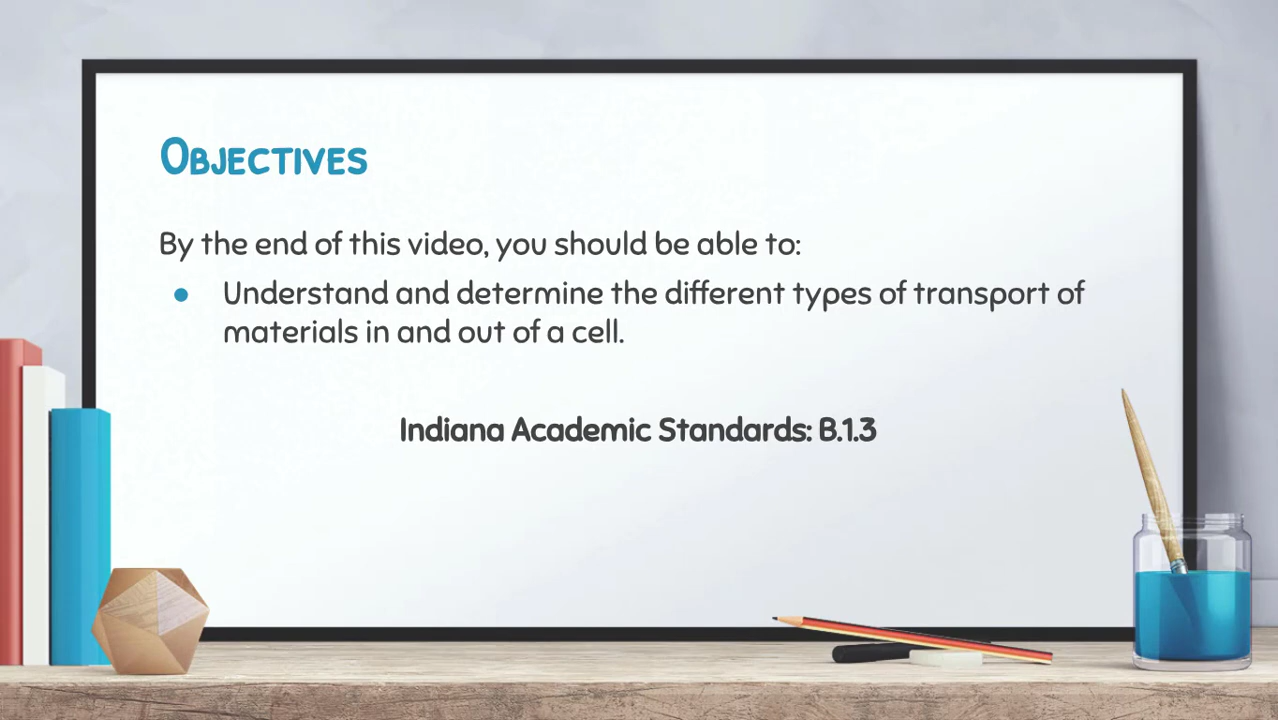 Objectives
By the end of this video, you should be able to:
● Understand and determine the different types of transport of
materials in and out of a cell.
Indiana Academic Standards: B.1.3